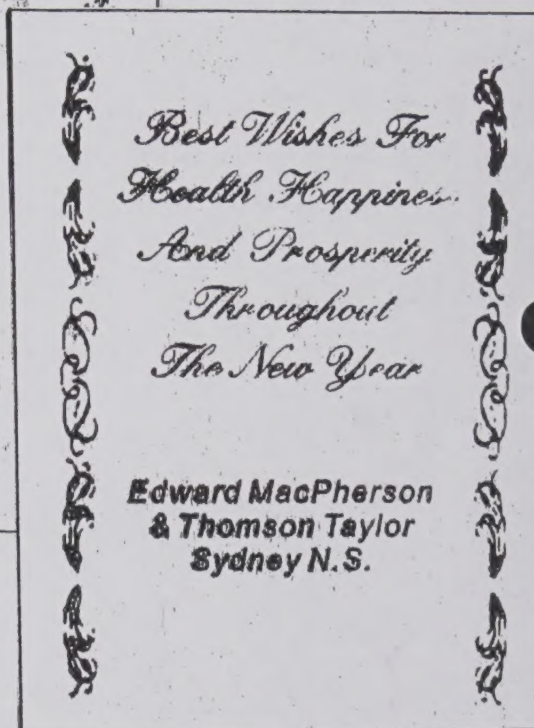 Best Wishes For
Health Happines
And Prosperity
Throughout
The New Year
Edward MacPherson
& Thomson Taylor
Sydney N.S.